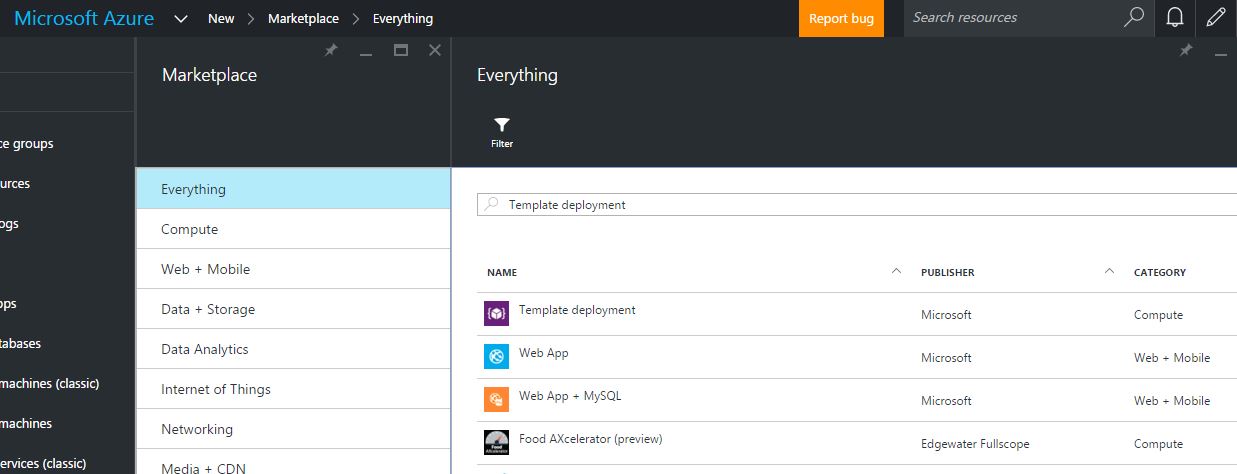 Microsoft Azure New Marketplace Everything Report bug Search resources
Marketplace
Everything
Filter
ce groups
urces
ogs
ps
tabases
machines (classic)
machines
ervices (classic)
Everything
Compute
Web + Mobile
Data + Storage
Data Analytics
Internet of Things
Networking
Media + CDN
Template deployment
NAME PUBLISHER CATEGORY
Template deployment Microsoft Compute
Web App Microsoft Web + Mobile
Web App + MySQL Microsoft Web + Mobile
Food AXcelerator (preview) Edgewater Fullscope Compute